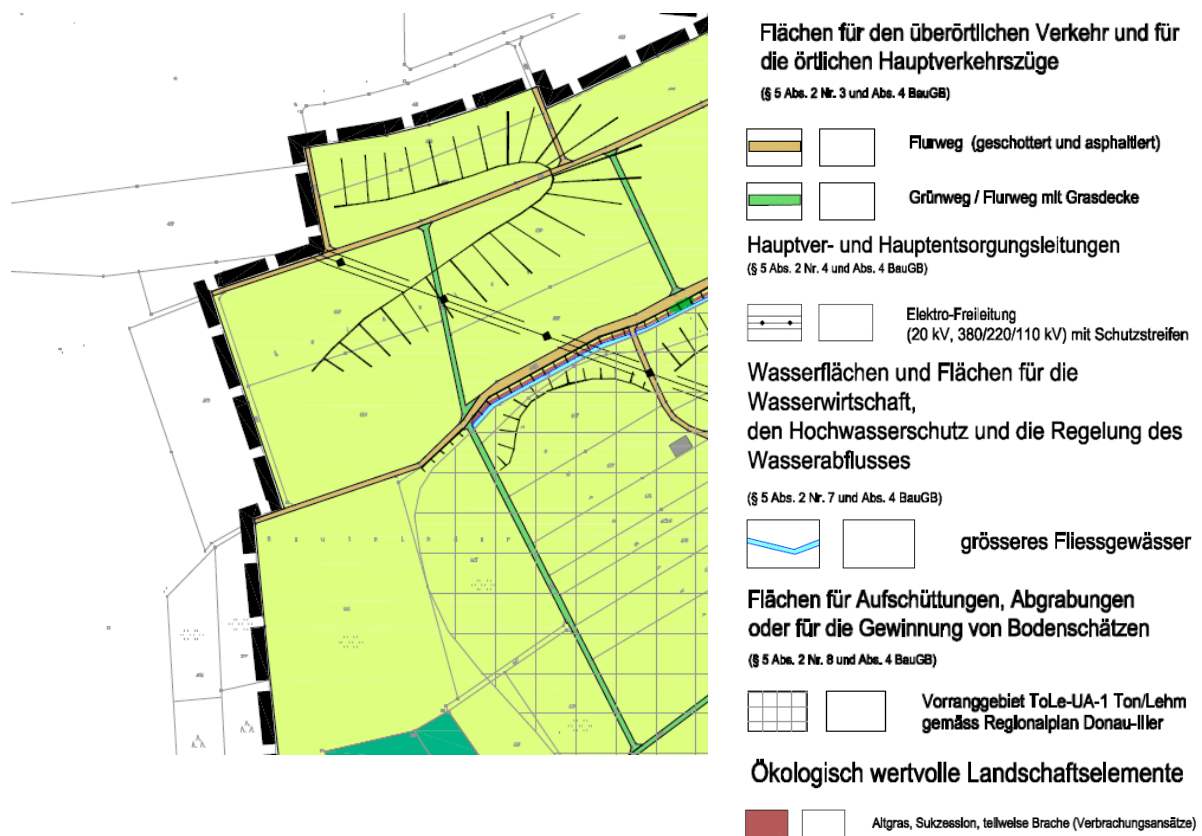 Flächen für den überörtlichen Verkehr und für
die örtlichen Hauptverkehrszüge
(§ 5 Abs. 2 Nr. 3 und Abs. 4 BauGB)
Flurweg (geschottert und asphaltiert)
Grünweg / Flurweg mit Grasdecke
Hauptver- und Hauptentsorgungsleitungen
(§ 5 Abs. 2 Nr. 4 und Abs. 4 BauGB)
Elektro-Freileitung
(20 kV, 380/220/110 kV) mit Schutzstreifen
Wasserflächen und Flächen für die
Wasserwirtschaft,
den Hochwasserschutz und die Regelung des
Wasserabflusses
(§ 5 Abs. 2 Nr. 7 und Abs. 4 BauGB)
grösseres Fliessgewässer
Flächen für Aufschüttungen, Abgrabungen
oder für die Gewinnung von Bodenschätzen
(§ 5 Abs. 2 Nr. 8 und Abs. 4 BauGB)
Vorranggebiet ToLe-UA-1 Ton/Lehm
gemäss Regionalplan Donau-Iller
Ökologisch wertvolle Landschaftselemente
Altgras, Sukzession, teilweise Brache (Verbrachungsansätze)